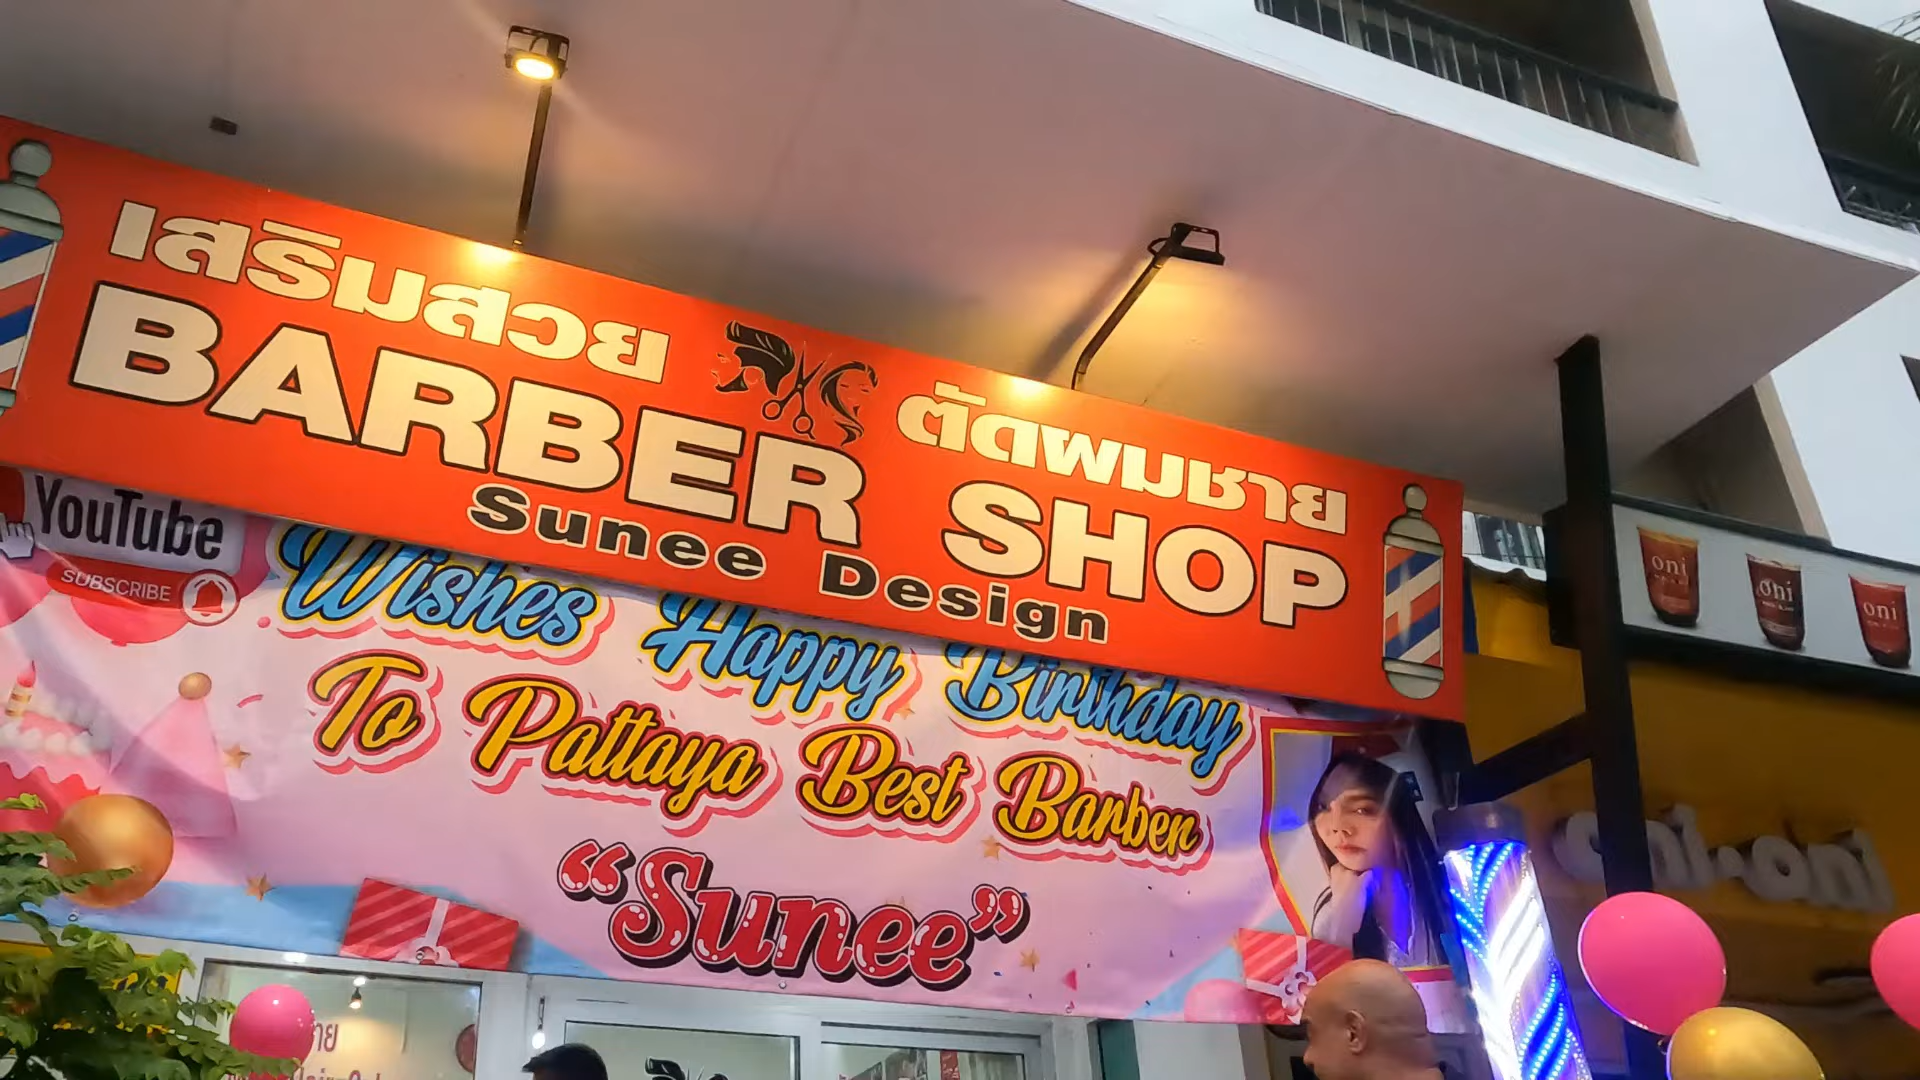 เสริมสวย ตัดผมชาย
BARBER SHOP
Sunee Design
YouTube
SUBSCRIBE
Wishes Happy Birthday
To Pattaya Best Barber
“Sunee”
oni
oni
oni
oni-oni